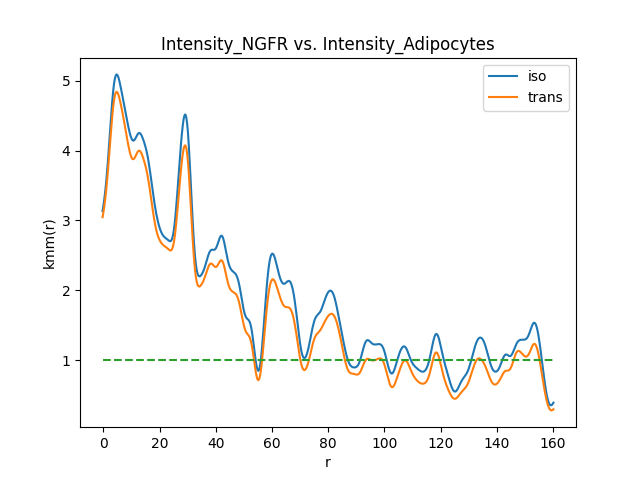 Intensity_NGFR vs. Intensity_Adipocytes
iso
trans
kmm(r)
5
4
3
2
1
0 20 40 60 80 100 120 140 160
r